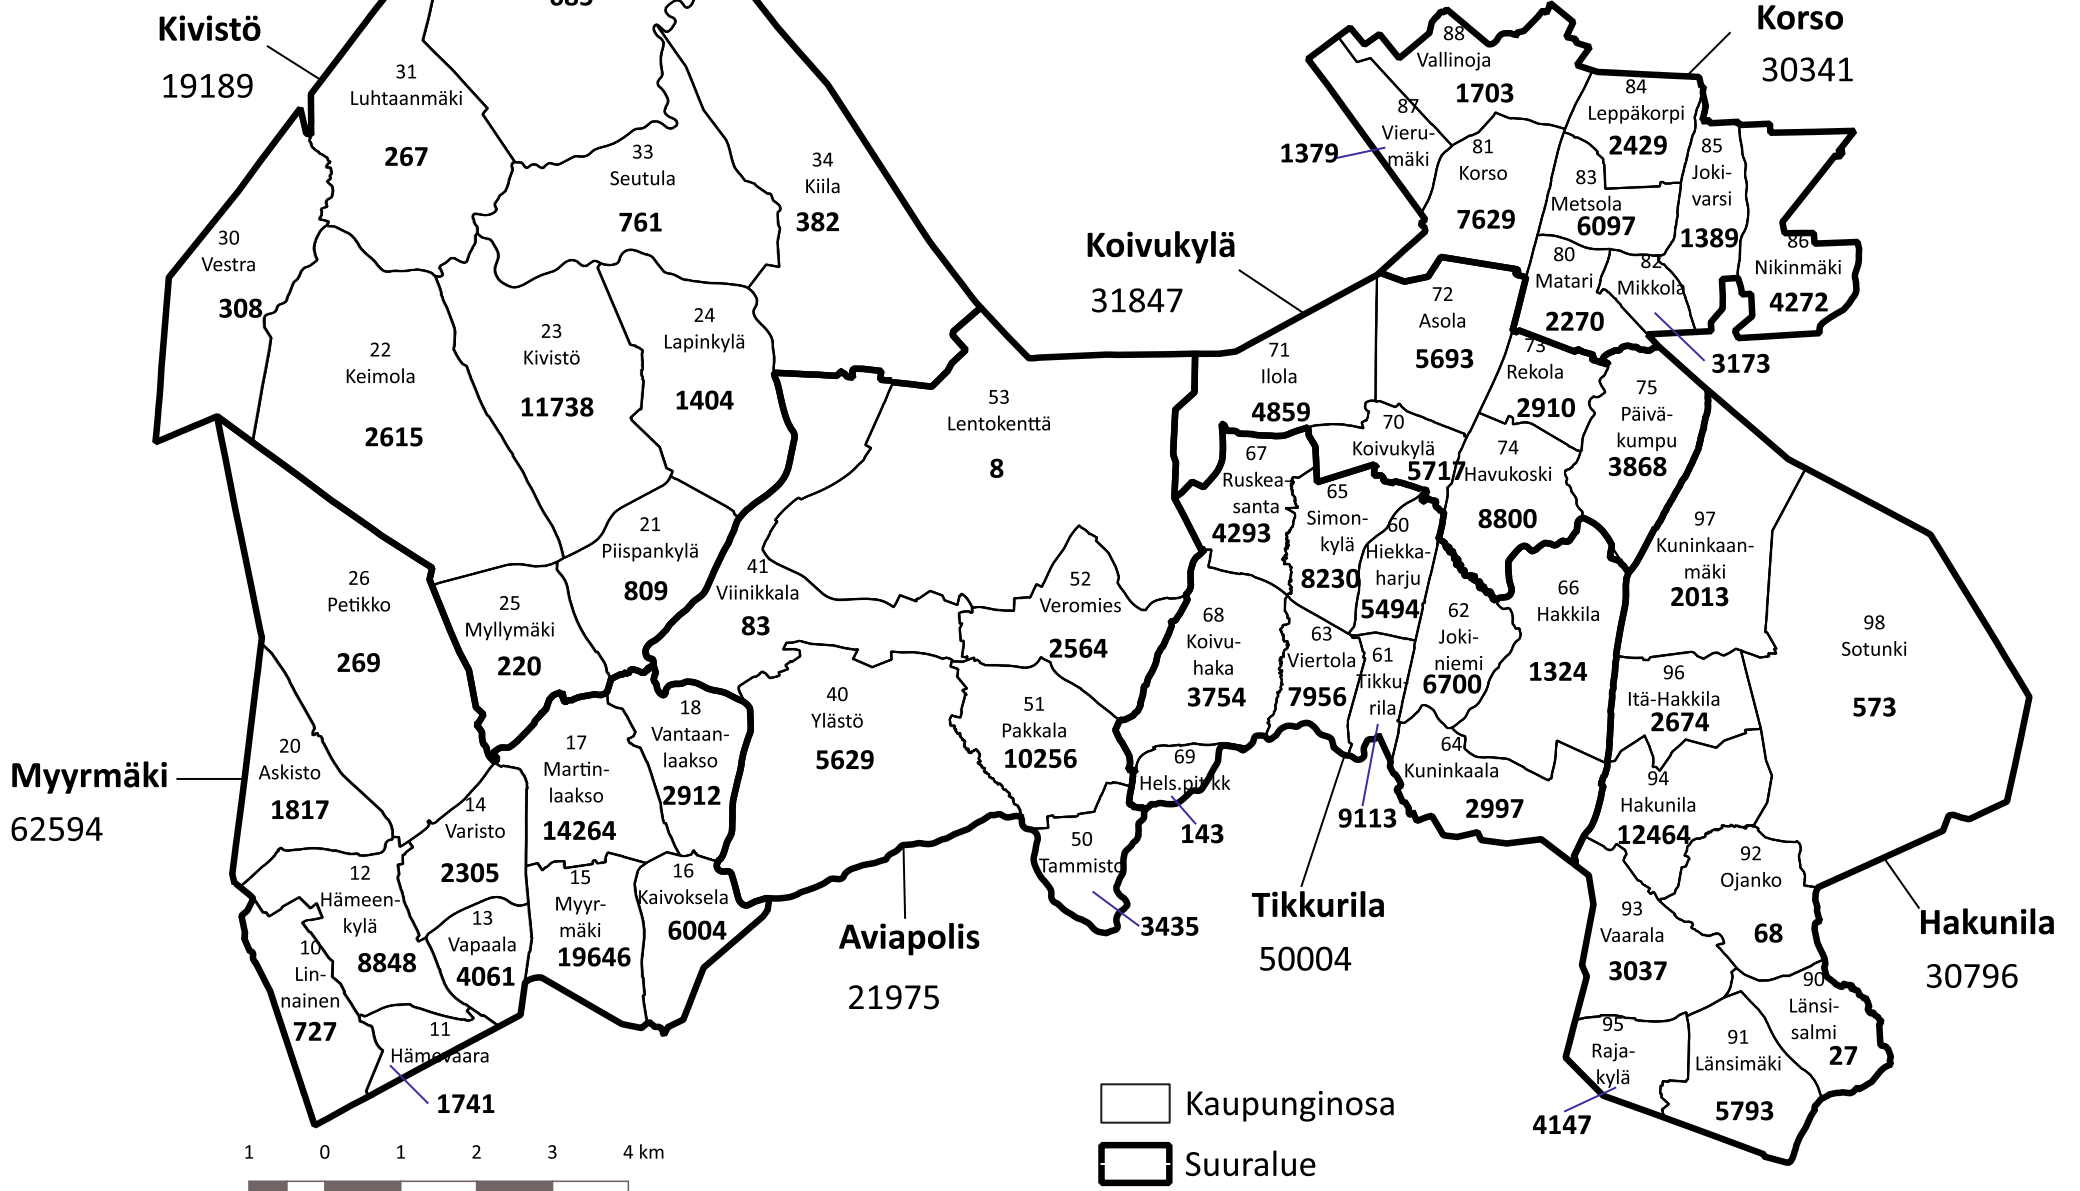 Kivistö
19189
31
Luhtaanmäki
267
33
Seutula
761
34
Kiila
382
30
Vestra
308
22
Keimola
2615
23
Kivistö
11738
24
Lapinkylä
1404
21
Piispankylä
809
25
Myllymäki
220
Korso
30341
88
Vallinoja
1703
87
Vieru-
mäki
1379
81
Korso
7629
84
Leppäkorpi
2429
83
Metsola
6097
85
Joki-
varsi
1389
86
Nikinmäki
4272
80
Matari
2270
82
Mikkola
3173
Koivukylä
31847
72
Asola
5693
71
Ilola
4859
70
Koivukylä
5717
73
Rekola
2910
74
Havukoski
8800
75
Päivä-
kumpu
3868
53
Lentokenttä
8
41
Viinikkala
83
52
Veromies
2564
40
Ylästö
5629
51
Pakkala
10256
50
Tammisto
3435
Aviapolis
21975
67
Ruskea-
santa
4293
65
Simon-
kylä
8230
60
Hiekka-
harju
5494
66
Hakkila
1324
62
Joki-
niemi
6700
68
Koivu-
haka
3754
63
Viertola
7956
61
Tikku-
rila
9113
64
Kuninkaala
2997
69
Hels.pit.kk
143
Tikkurila
50004
97
Kuninkaan-
mäki
2013
98
Sotunki
573
96
Itä-Hakkila
2674
94
Hakunila
12464
92
Ojanko
68
93
Vaarala
3037
90
Länsi-
salmi
27
95
Raja-
kylä
4147
91
Länsimäki
5793
Hakunila
30796
Myyrmäki
62594
26
Petikko
269
20
Askisto
1817
18
Vantaan-
laakso
2912
17
Martin-
laakso
14264
14
Varisto
2305
12
Hämeen-
kylä
8848
13
Vapaala
4061
15
Myyr-
mäki
19646
16
Kaivoksela
6004
10
Lin-
nainen
727
11
Hämevaara
1741
Kaupunginosa
Suuralue
1 0 1 2 3 4 km